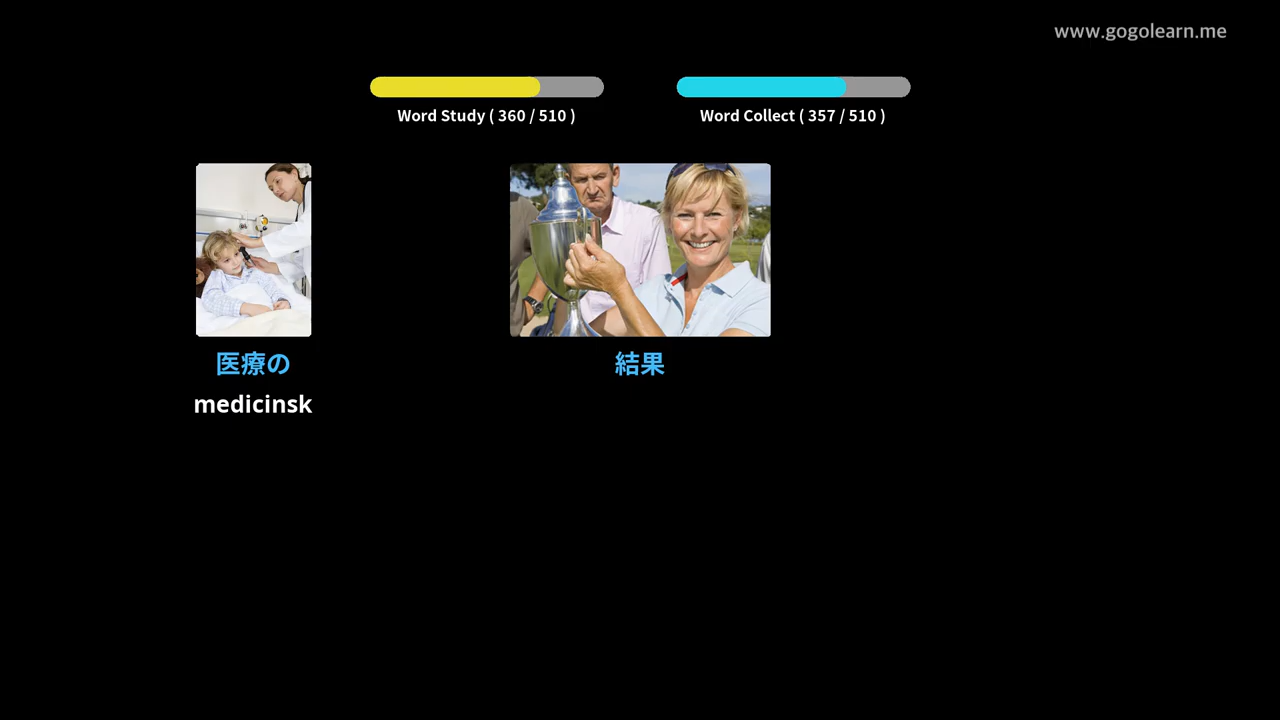 www.gogolearn.me
Word Study ( 360 / 510 )
Word Collect ( 357 / 510 )
医療の
結果
medicinsk